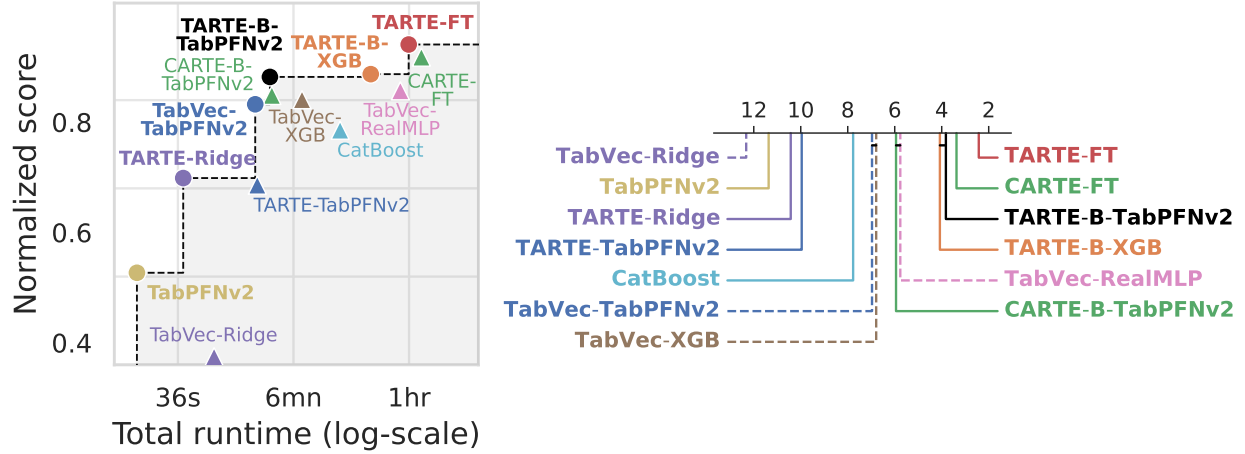 TARTE-B-
TabPFNv2
TARTE-FT
TARTE-B-
XGB
CARTE-B-
TabPFNv2
CARTE-
FT
TabVec-
TabPFNv2
TabVec-
XGB
TabVec-
RealMLP
CatBoost
TARTE-Ridge
TARTE-TabPFNv2
TabPFNv2
TabVec-Ridge
Normalized score
0.8
0.6
0.4
36s
6mn
1hr
Total runtime (log-scale)
12
10
8
6
4
2
TabVec-Ridge
TabPFNv2
TARTE-Ridge
TARTE-TabPFNv2
CatBoost
TabVec-TabPFNv2
TabVec-XGB
TARTE-FT
CARTE-FT
TARTE-B-TabPFNv2
TARTE-B-XGB
TabVec-RealMLP
CARTE-B-TabPFNv2